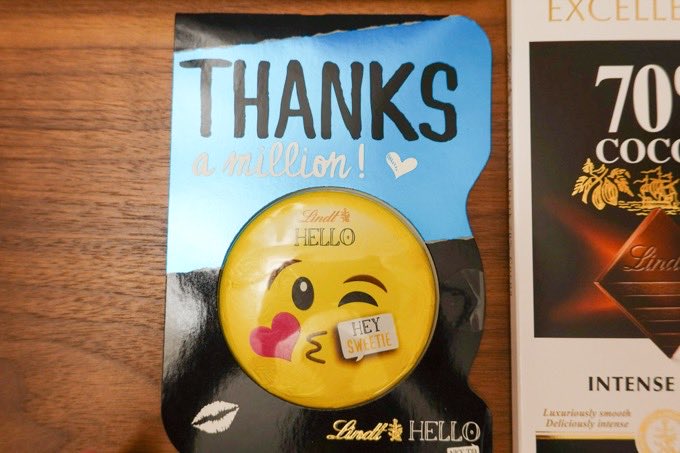 THANKS
a million!
Lindt
HELLO
HEY
SWEETIE
Lindt HELLO
EXCELLE
70%
COCO
Lindt
INTENSE
Luxuriously smooth
Deliciously intense